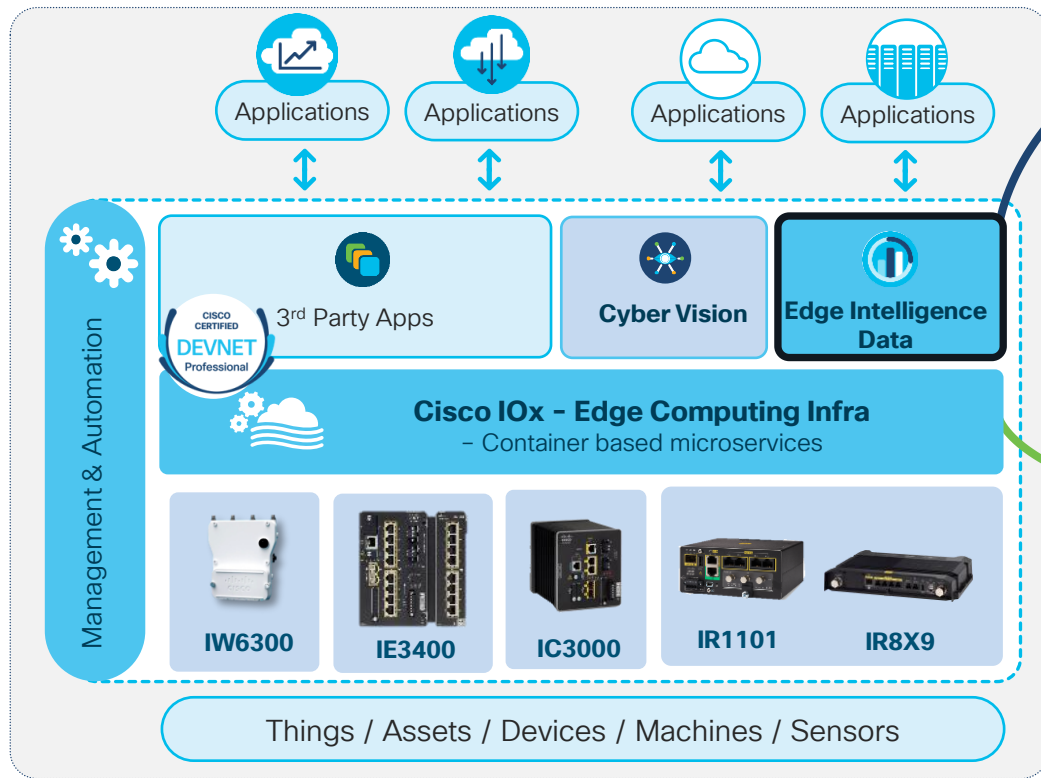 Applications
Applications
Applications
Applications
Management & Automation
3rd Party Apps
Cyber Vision
Edge Intelligence
Data
CISCO
CERTIFIED
DEVNET
Professional
Cisco IOx - Edge Computing Infra
– Container based microservices
IW6300
IE3400
IC3000
IR1101
IR8X9
Things / Assets / Devices / Machines / Sensors